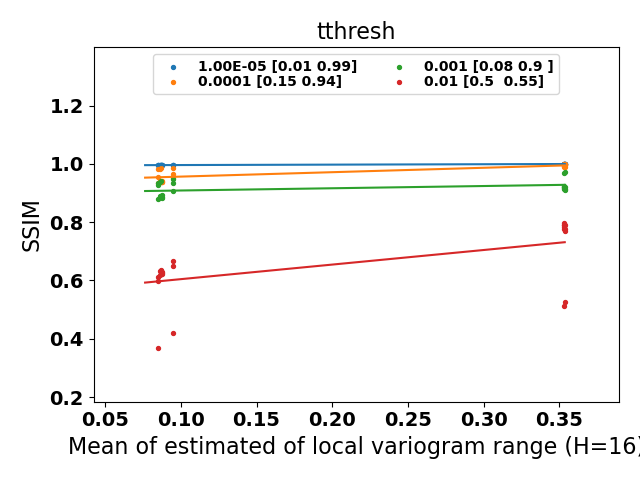 tthresh
1.00E-05 [0.01 0.99]
0.0001 [0.15 0.94]
0.001 [0.08 0.9 ]
0.01 [0.5  0.55]
SSIM
1.2
1.0
0.8
0.6
0.4
0.2
0.05 0.10 0.15 0.20 0.25 0.30 0.35
Mean of estimated of local variogram range (H=16)